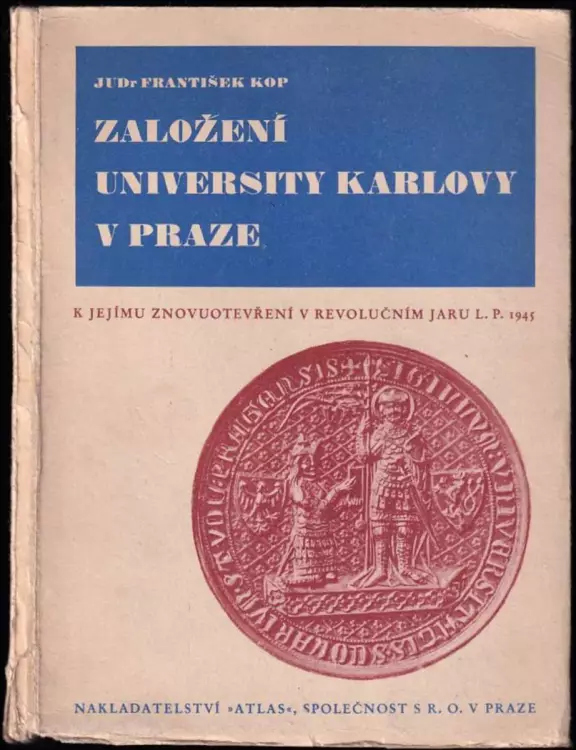 JUDr FRANTIŠEK KOP
ZALOŽENÍ
UNIVERSITY KARLOVY
V PRAZE
K JEJÍMU ZNOVUOTEVŘENÍ V REVOLUČNÍM JARU L. P. 1945
NAKLADATELSTVÍ »ATLAS«, SPOLEČNOST S R. O. V PRAZE